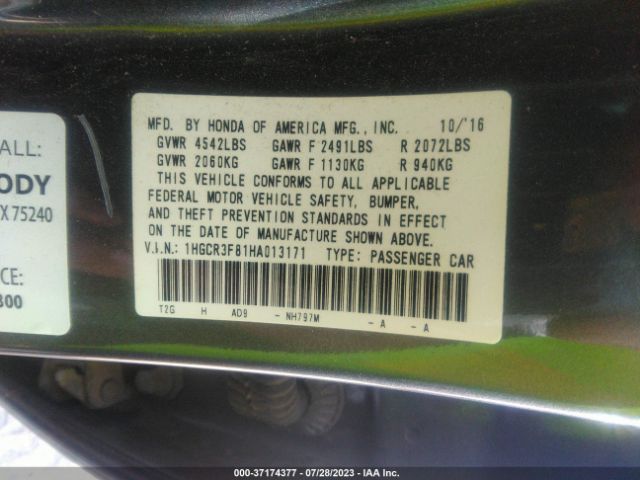 MFD. BY HONDA OF AMERICA MFG., INC. 10/'16
GVWR 4542LBS GAWR F 2491LBS R 2072LBS
GVWR 2060KG GAWR F 1130KG R 940KG
THIS VEHICLE CONFORMS TO ALL APPLICABLE
FEDERAL MOTOR VEHICLE SAFETY, BUMPER,
AND THEFT PREVENTION STANDARDS IN EFFECT
ON THE DATE OF MANUFACTURE SHOWN ABOVE.
V.I.N.: 1HGCR3F81HA013171 TYPE: PASSENGER CAR
T2G H AD9 - NH797M - A - A
ALL:
ODY
X 75240
CE:
300
000-37174377 - 07/28/2023 - IAA Inc.